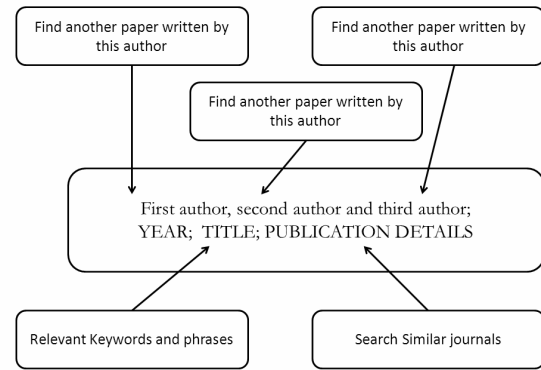 Find another paper written by
this author
Find another paper written by
this author
Find another paper written by
this author
First author, second author and third author;
YEAR; TITLE; PUBLICATION DETAILS
Relevant Keywords and phrases
Search Similar journals